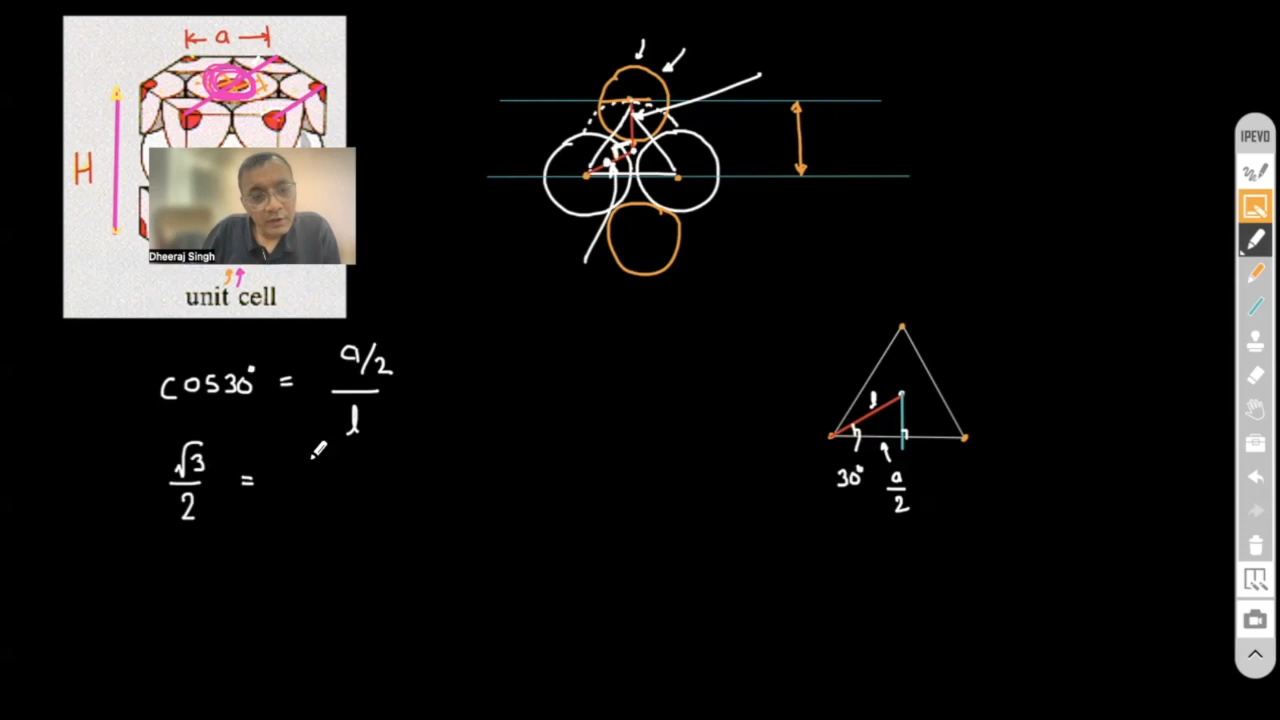 a
H
Dheeraj Singh
unit cell
IPEVO
cos30° = a/2 / l
√3/2 =
l
30° a/2